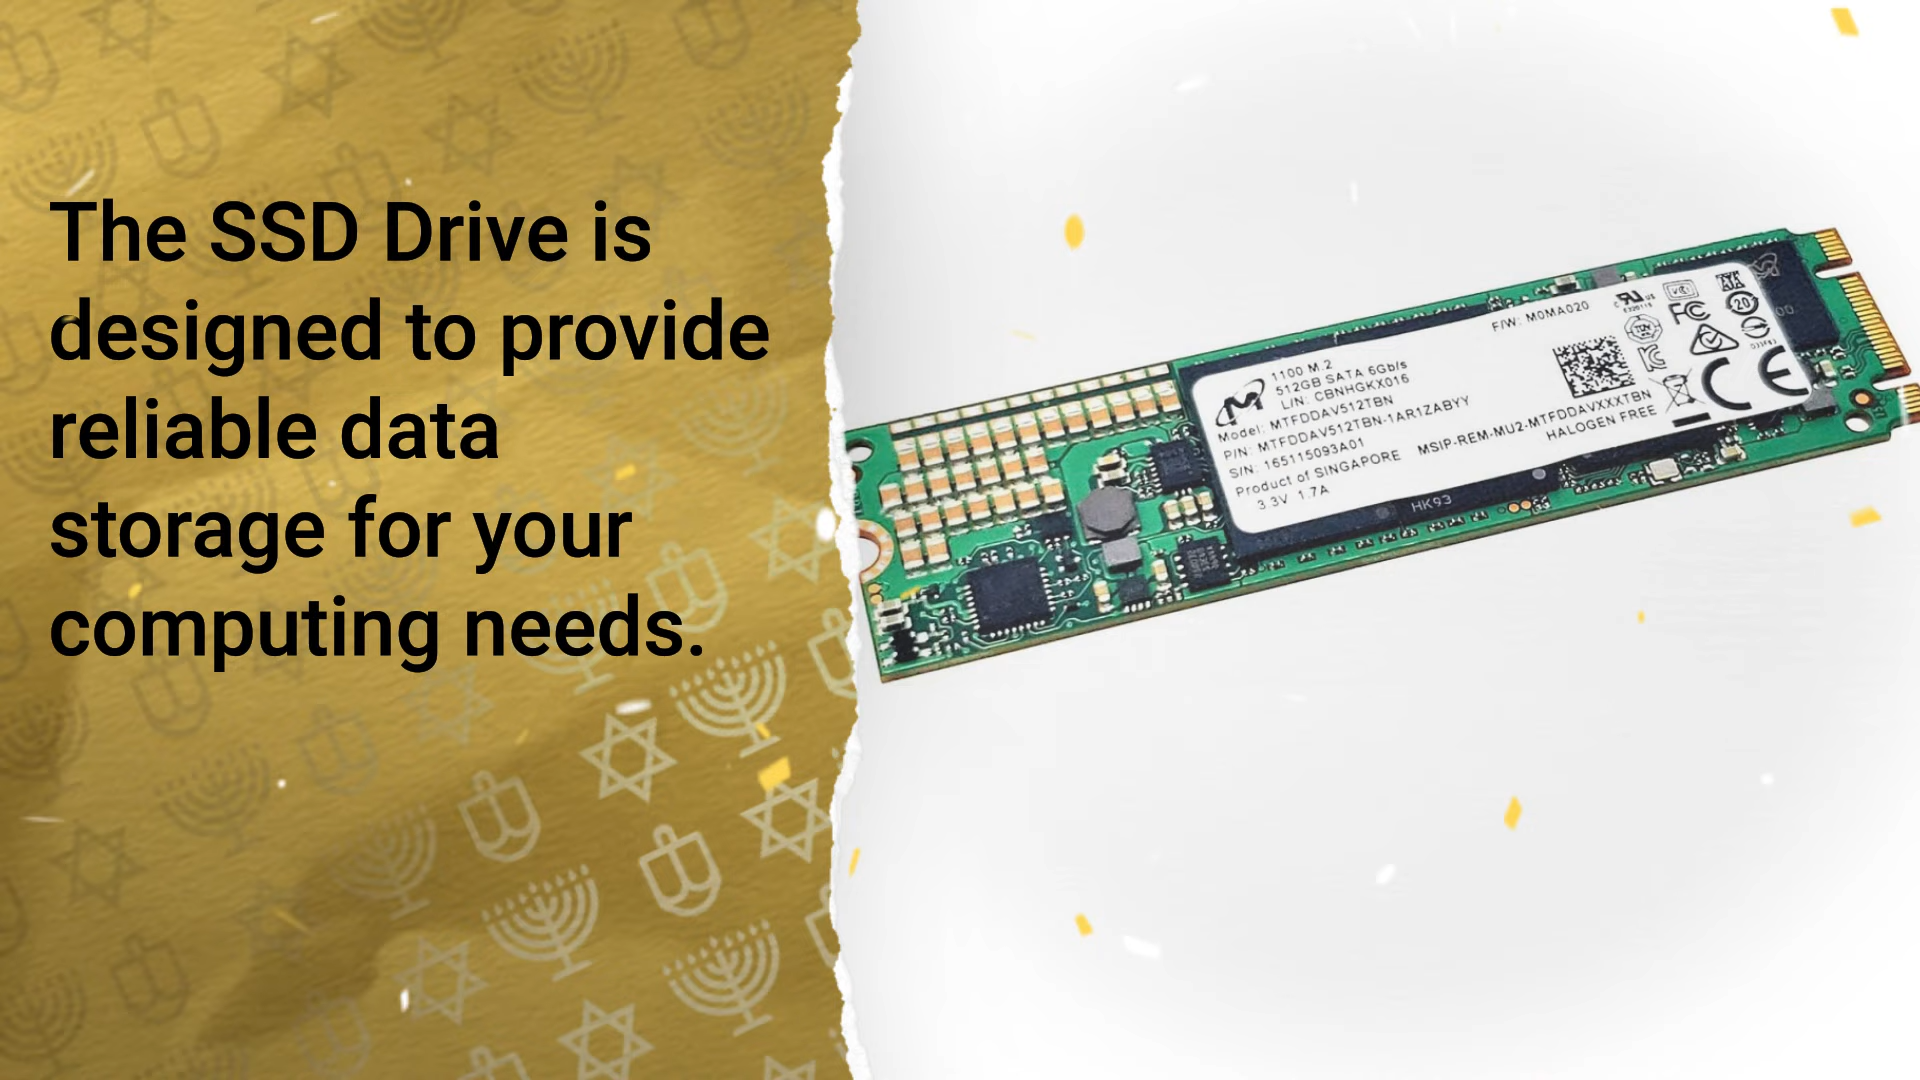 The SSD Drive is
designed to provide
reliable data
storage for your
computing needs.
F/W: M0MA020
1100 M.2
512GB SATA 6Gb/s
L/N: CBNHGKX016
Model: MTFDDAV512TBN
P/N: MTFDDAV512TBN-1AR1ZABYY
S/N: 165115093A01
Product of SINGAPORE
MSIP-REM-MU2-MTFDDAVXXXTBN
HALOGEN FREE
3.3V 1.7A
HK93